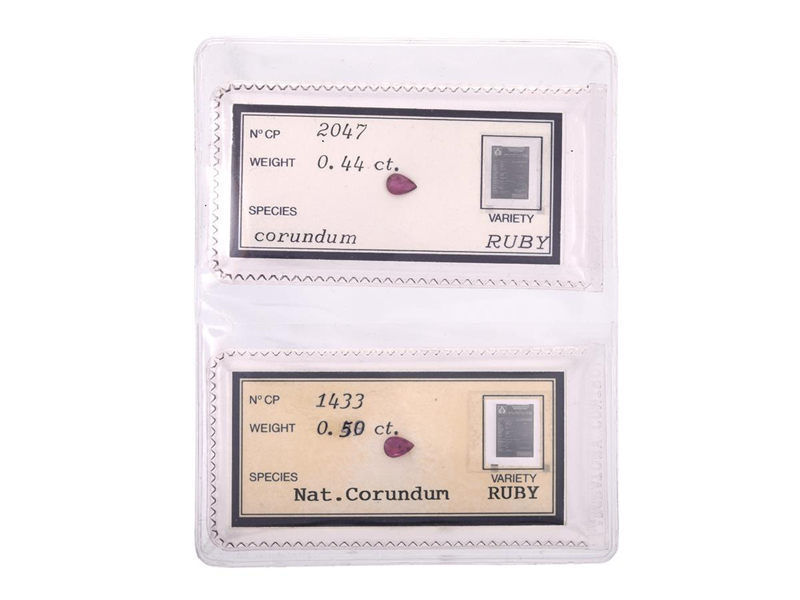 N° CP 2047
WEIGHT 0.44 ct.
SPECIES VARIETY
corundum RUBY
N° CP 1433
WEIGHT 0.50 ct.
SPECIES VARIETY
Nat.Corundum RUBY